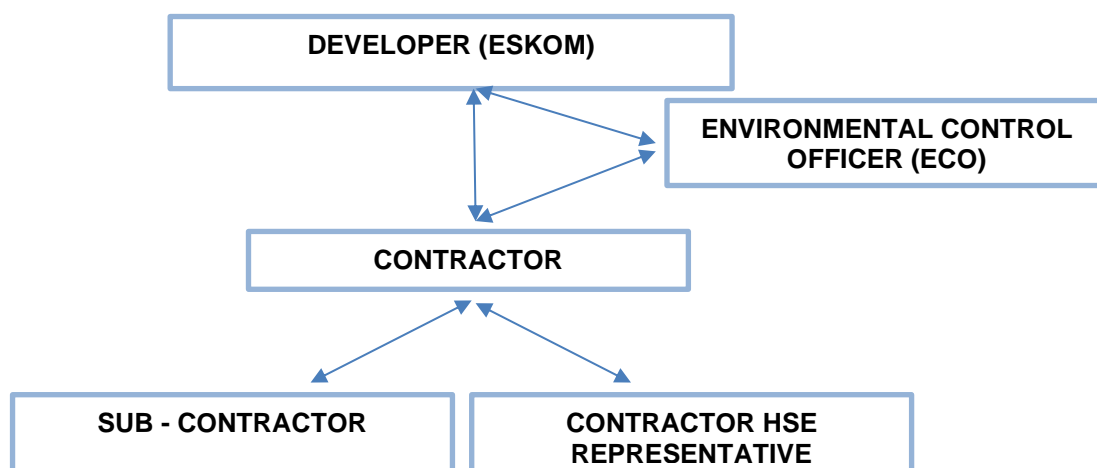 DEVELOPER (ESKOM)
ENVIRONMENTAL CONTROL
OFFICER (ECO)
CONTRACTOR
SUB - CONTRACTOR
CONTRACTOR HSE
REPRESENTATIVE